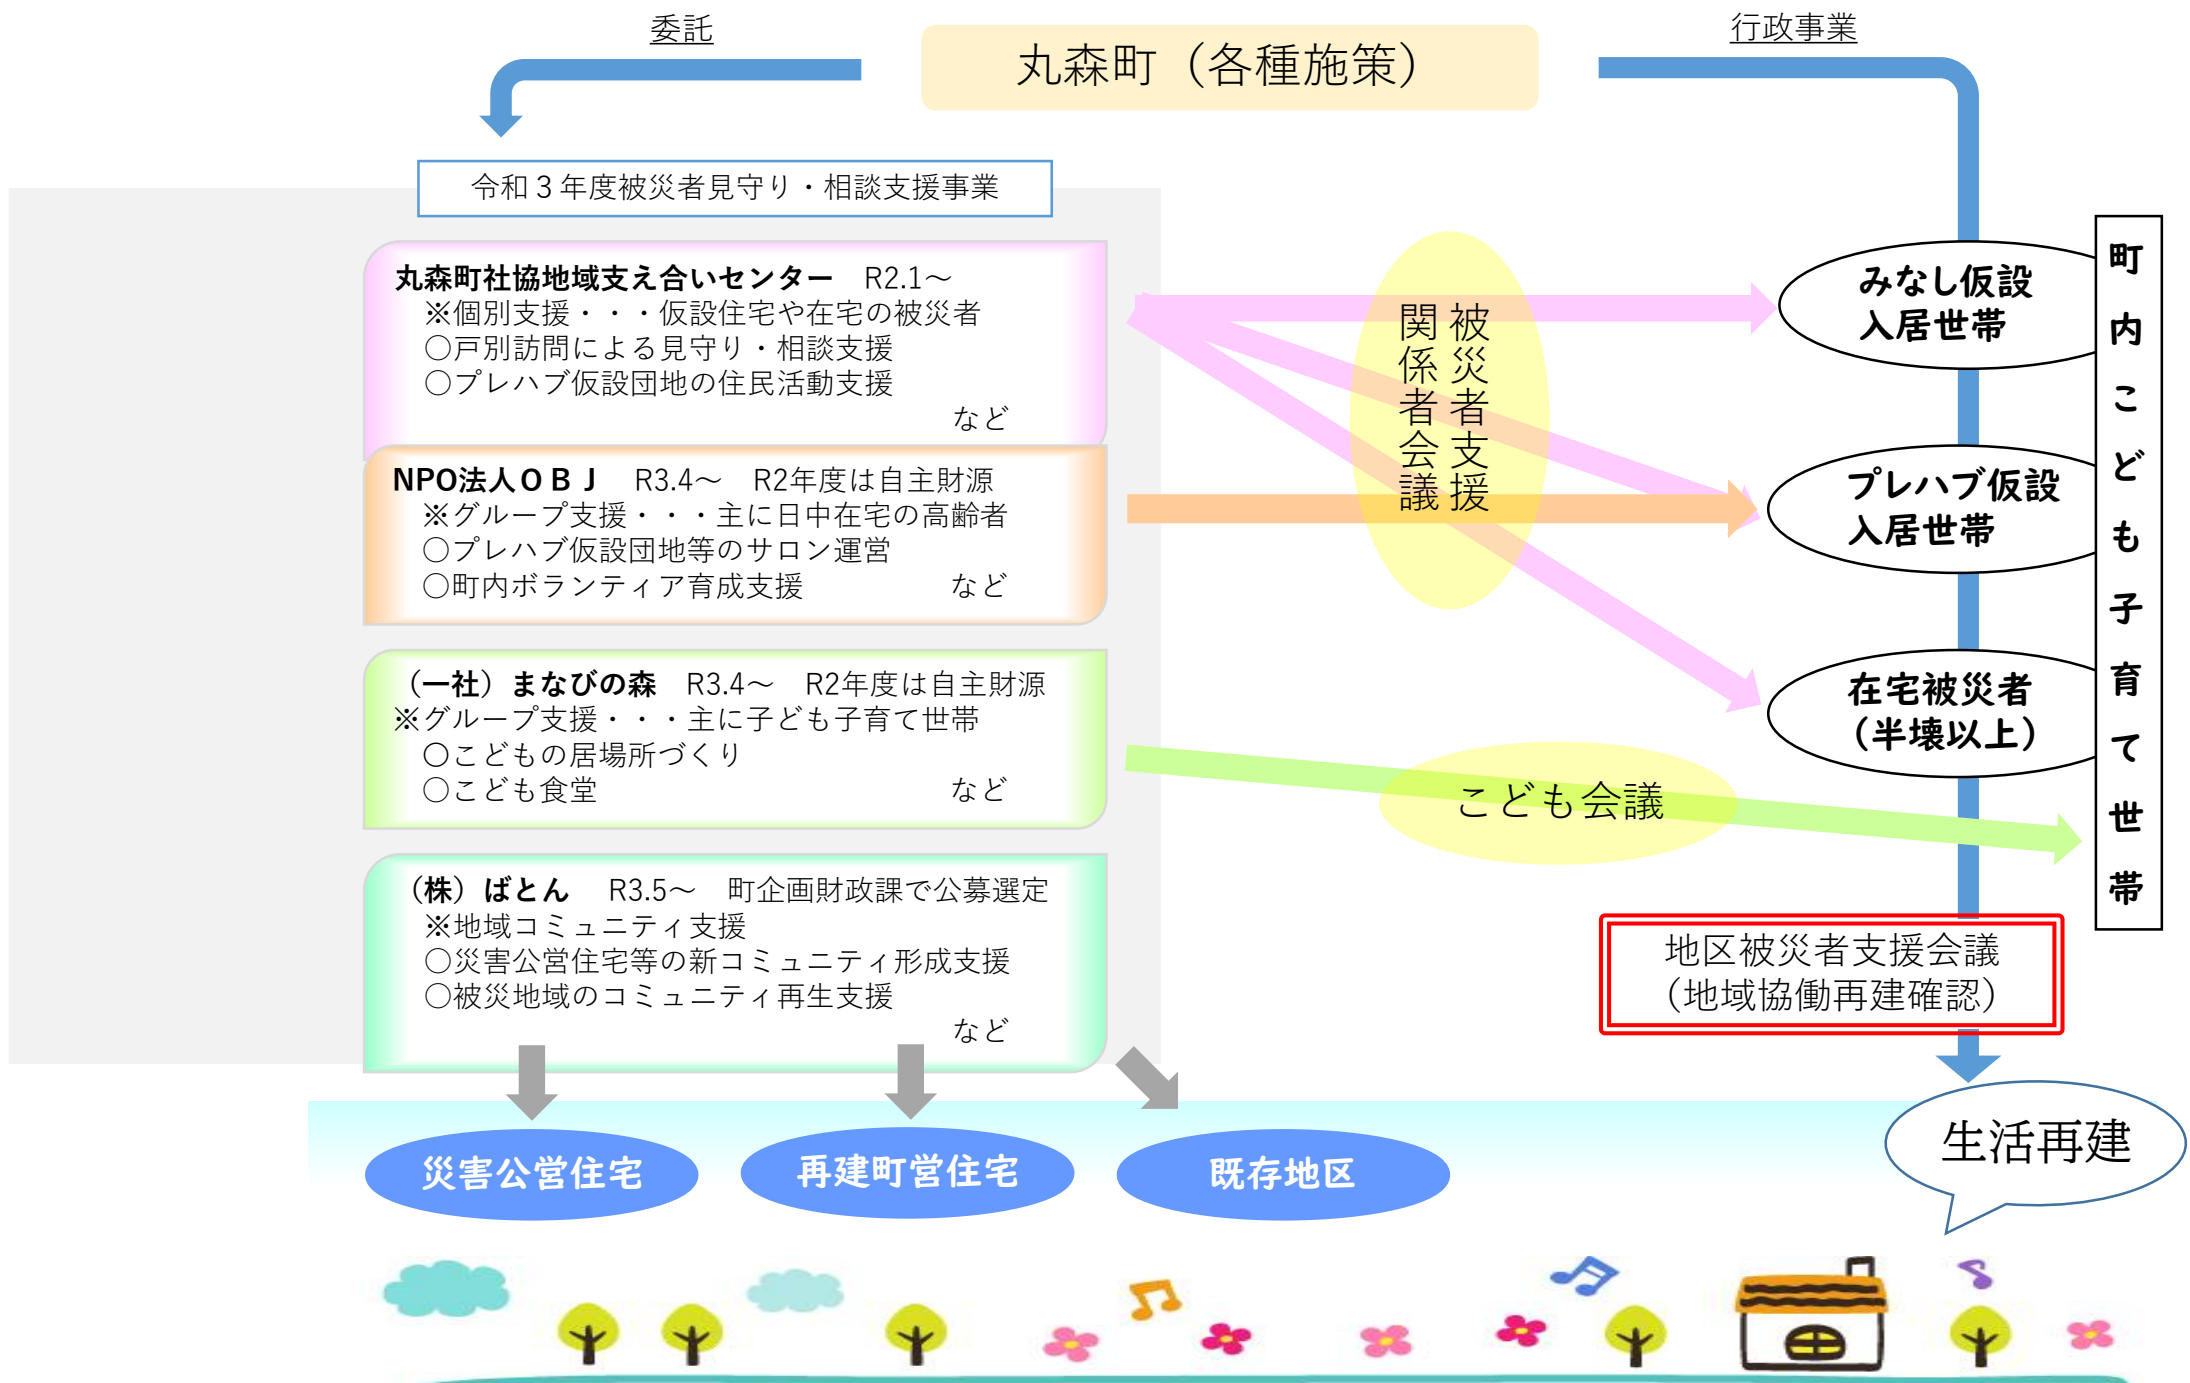 委託
丸森町（各種施策）
行政事業
令和３年度被災者見守り・相談支援事業
丸森町社協地域支え合いセンター　R2.1～
※個別支援・・・仮設住宅や在宅の被災者
○戸別訪問による見守り・相談支援
○プレハブ仮設団地の住民活動支援
など
NPO法人ＯＢＪ　R3.4～　R2年度は自主財源
※グループ支援・・・主に日中在宅の高齢者
○プレハブ仮設団地等のサロン運営
○町内ボランティア育成支援　　　　　など
（一社）まなびの森　R3.4～　R2年度は自主財源
※グループ支援・・・主に子ども子育て世帯
○こどもの居場所づくり
○こども食堂　　　　　　　　　　　　など
（株）ばとん　R3.5～　町企画財政課で公募選定
※地域コミュニティ支援
○災害公営住宅等の新コミュニティ形成支援
○被災地域のコミュニティ再生支援
など
被災者支援
関係者会議
こども会議
みなし仮設
入居世帯
プレハブ仮設
入居世帯
在宅被災者
（半壊以上）
町内こども子育て世帯
地区被災者支援会議
（地域協働再建確認）
生活再建
災害公営住宅
再建町営住宅
既存地区